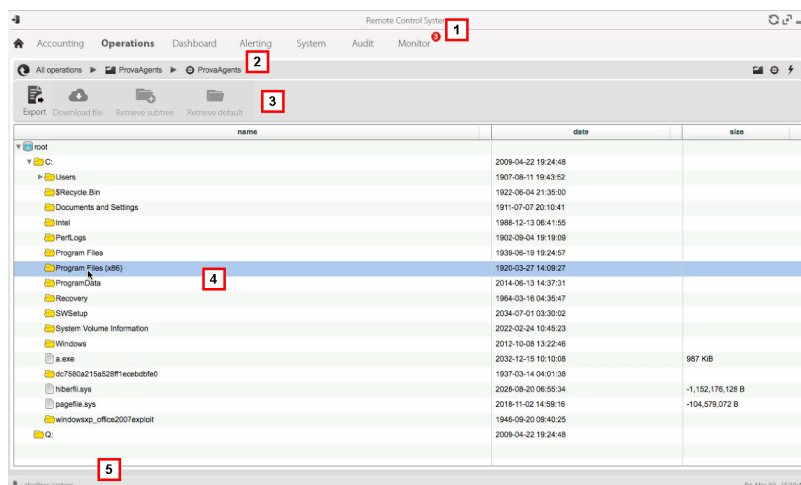 Remote Control System
1
Accounting Operations Dashboard Alerting System Audit Monitor 3
2
All operations ProvaAgents ProvaAgents
Export Download file Retrieve subtree Retrieve default
3
name date size
root
C: 2009-04-22 19:24:48
Users 1907-08-11 19:43:52
$Recycle.Bin 1922-06-04 21:35:00
Documents and Settings 1911-07-07 20:10:41
Intel 1988-12-13 06:41:55
PerfLogs 1902-09-04 19:19:09
Program Files 1939-06-19 19:24:57
Program Files (x86) 1920-03-27 14:09:27
4
ProgramData 2014-06-13 14:37:31
Recovery 1964-03-16 04:35:47
SWSetup 2034-07-01 03:30:02
System Volume Information 2022-02-24 10:45:23
Windows 2012-10-08 13:22:46
a.exe 2032-12-15 10:10:08 987 KiB
dc7580a215a528ff1ecebdbfe0 1937-03-14 04:01:38
hiberfil.sys 2028-08-20 06:55:34 -1,152,176,128 B
pagefile.sys 2018-11-02 14:59:16 -104,579,072 B
windowsxp_office2007exploit 1946-09-20 09:40:25
Q: 2009-04-22 19:24:48
5